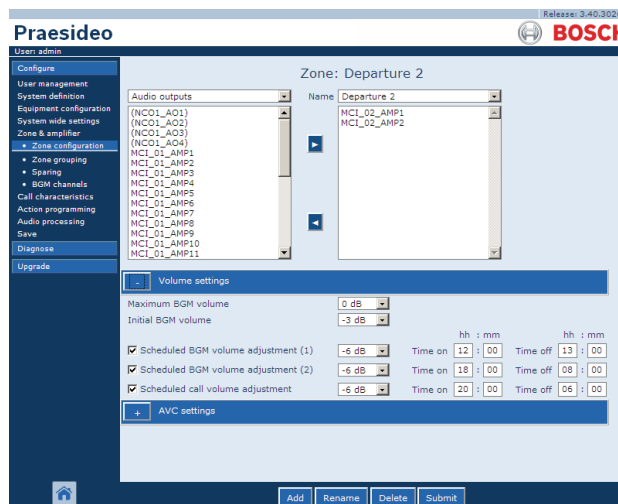 Release: 3.40.302
Praesideo
BOSCH
User: admin
Configure
User management
System definition
Equipment configuration
System wide settings
Zone & amplifier
• Zone configuration
• Zone grouping
• Sparing
• BGM channels
Call characteristics
Action programming
Audio processing
Save
Diagnose
Upgrade
Zone: Departure 2
Audio outputs
Name Departure 2
(NCO1_AO1)
(NCO1_AO2)
(NCO1_AO3)
(NCO1_AO4)
MCI_01_AMP1
MCI_01_AMP2
MCI_01_AMP3
MCI_01_AMP4
MCI_01_AMP5
MCI_01_AMP6
MCI_01_AMP7
MCI_01_AMP8
MCI_01_AMP9
MCI_01_AMP10
MCI_01_AMP11
MCI_02_AMP1
MCI_02_AMP2
- Volume settings
Maximum BGM volume 0 dB
Initial BGM volume -3 dB
hh : mm hh : mm
Scheduled BGM volume adjustment (1) -6 dB Time on 12 : 00 Time off 13 : 00
Scheduled BGM volume adjustment (2) -6 dB Time on 18 : 00 Time off 08 : 00
Scheduled call volume adjustment -6 dB Time on 20 : 00 Time off 06 : 00
+ AVC settings
Add Rename Delete Submit